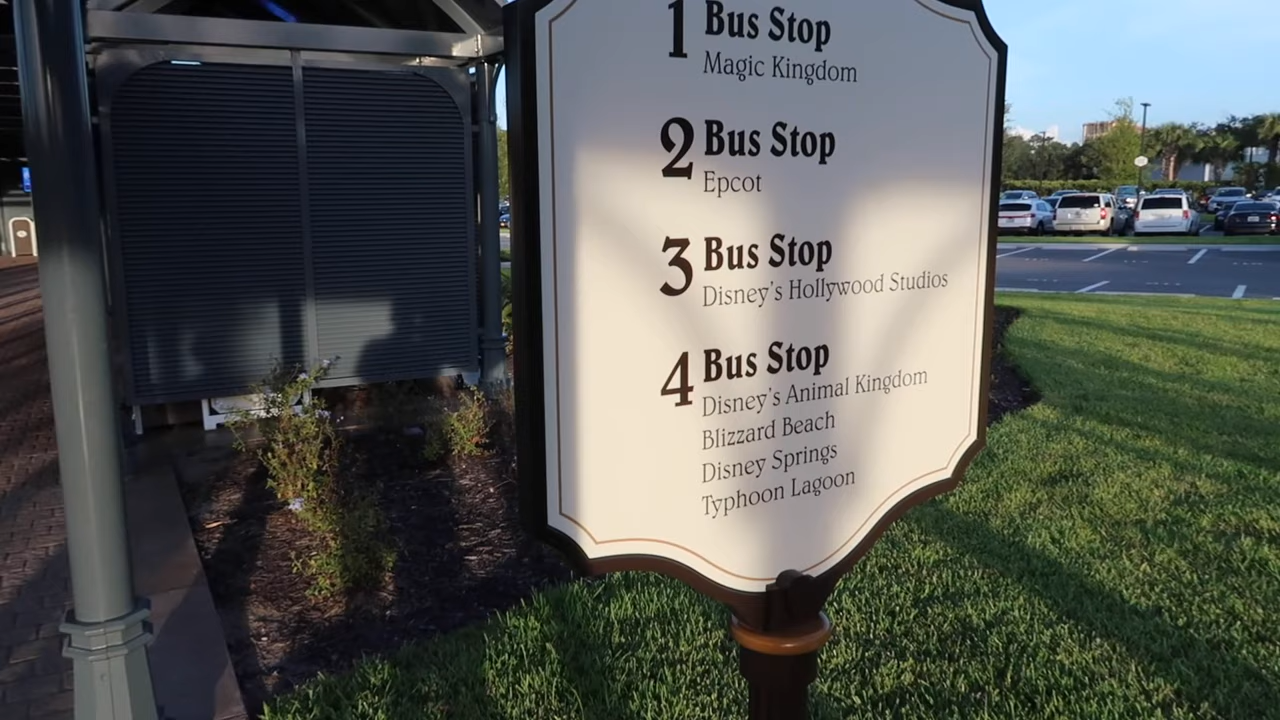 1 Bus Stop
Magic Kingdom
2 Bus Stop
Epcot
3 Bus Stop
Disney's Hollywood Studios
4 Bus Stop
Disney's Animal Kingdom
Blizzard Beach
Disney Springs
Typhoon Lagoon